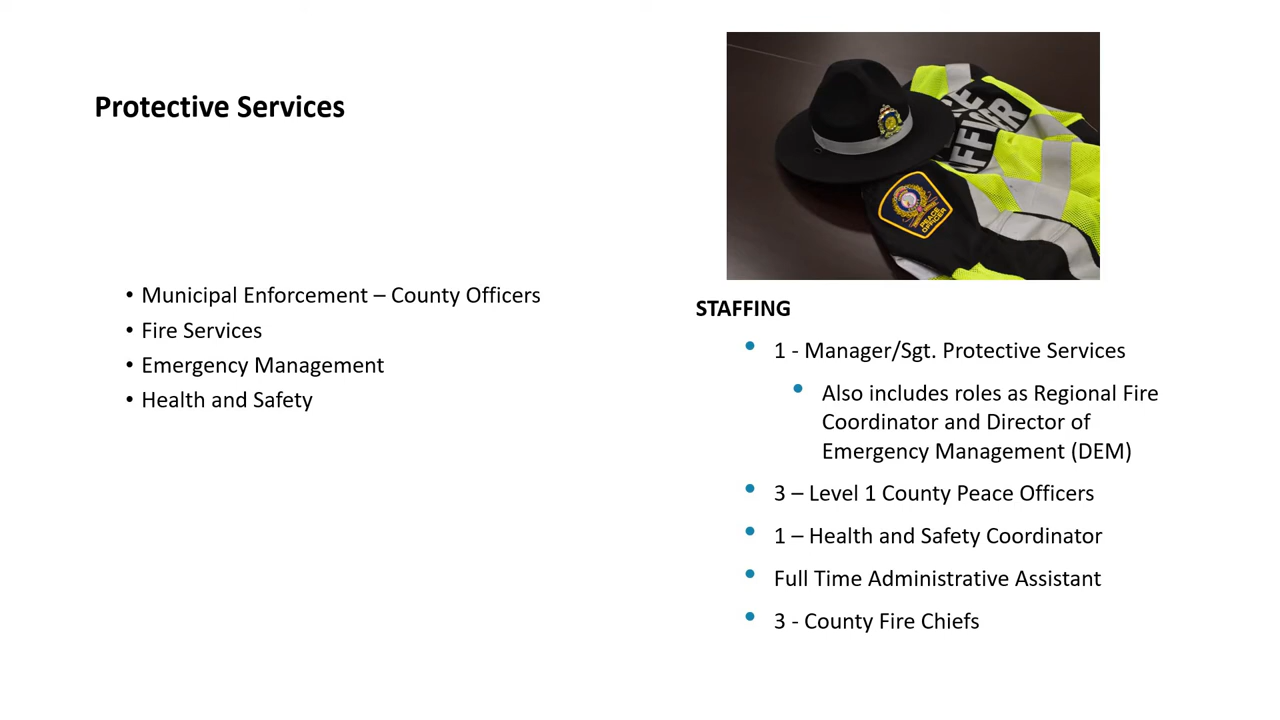 Protective Services
• Municipal Enforcement – County Officers
• Fire Services
• Emergency Management
• Health and Safety
PEACE
OFFICER
STAFFING
• 1 - Manager/Sgt. Protective Services
• Also includes roles as Regional Fire
Coordinator and Director of
Emergency Management (DEM)
• 3 – Level 1 County Peace Officers
• 1 – Health and Safety Coordinator
• Full Time Administrative Assistant
• 3 - County Fire Chiefs